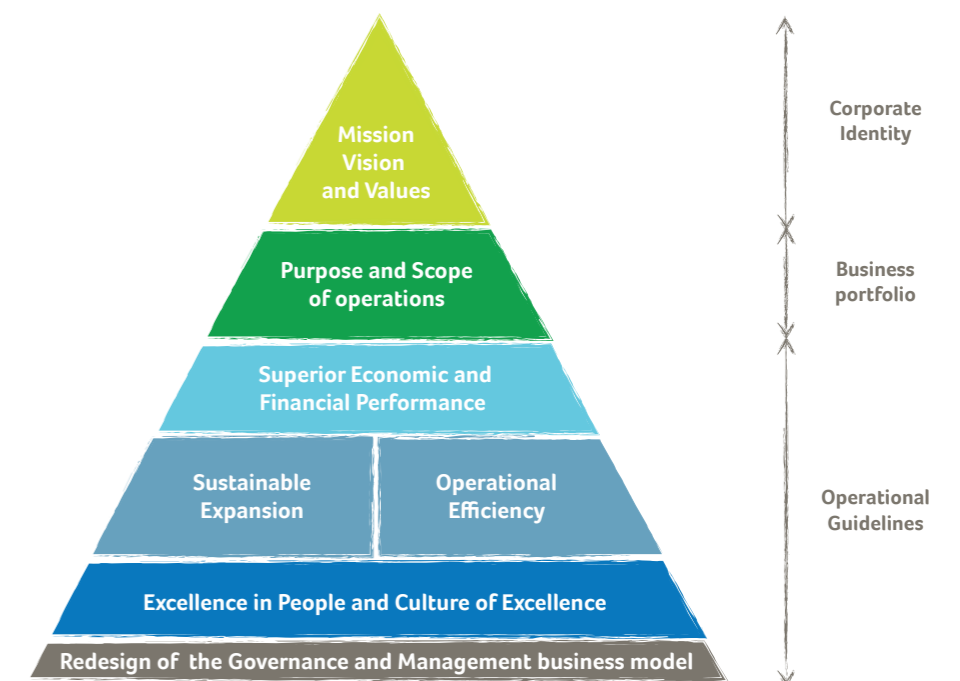 Mission
Vision
and Values
Corporate
Identity
Purpose and Scope
of operations
Business
portfolio
Superior Economic and
Financial Performance
Sustainable
Expansion
Operational
Efficiency
Operational
Guidelines
Excellence in People and Culture of Excellence
Redesign of the Governance and Management business model